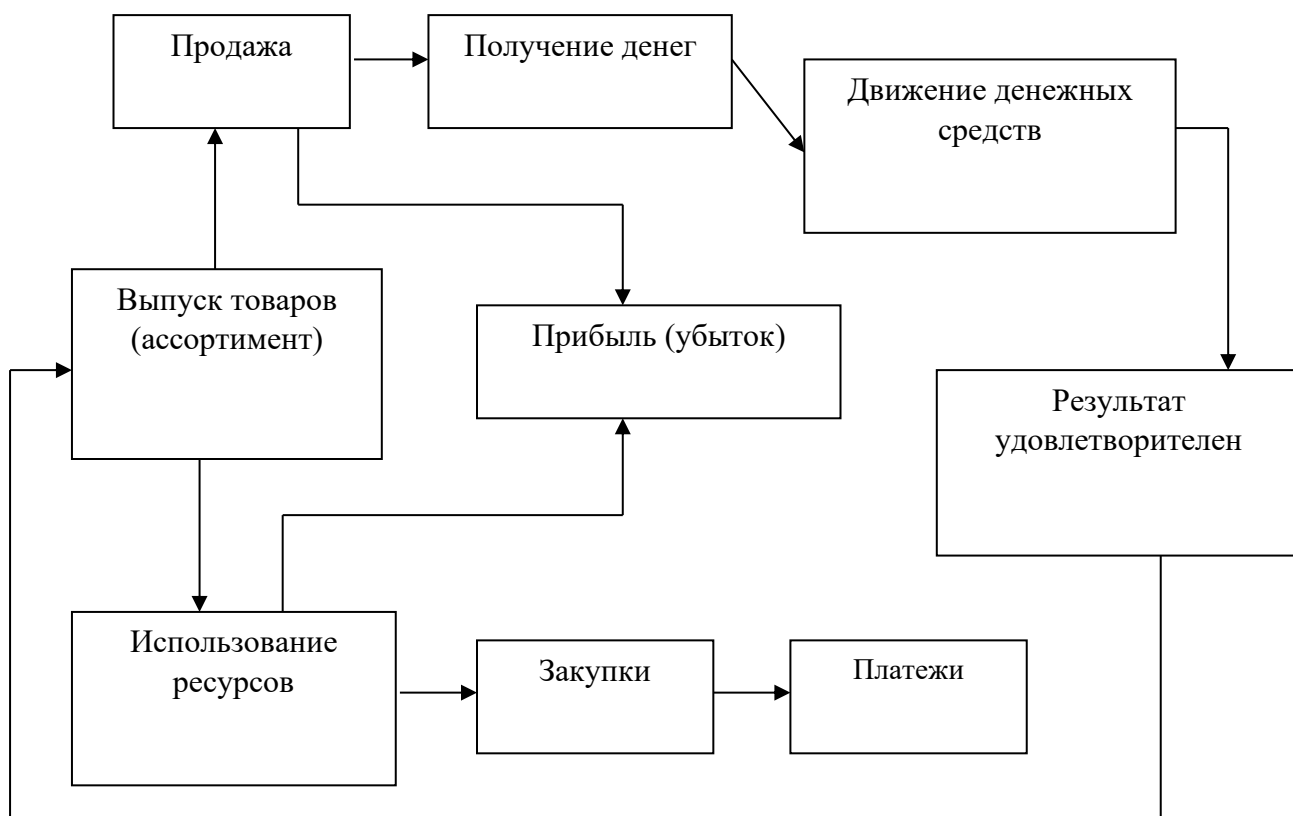 Продажа
Получение денег
Движение денежных
средств
Выпуск товаров
(ассортимент)
Прибыль (убыток)
Результат
удовлетворителен
Использование
ресурсов
Закупки
Платежи